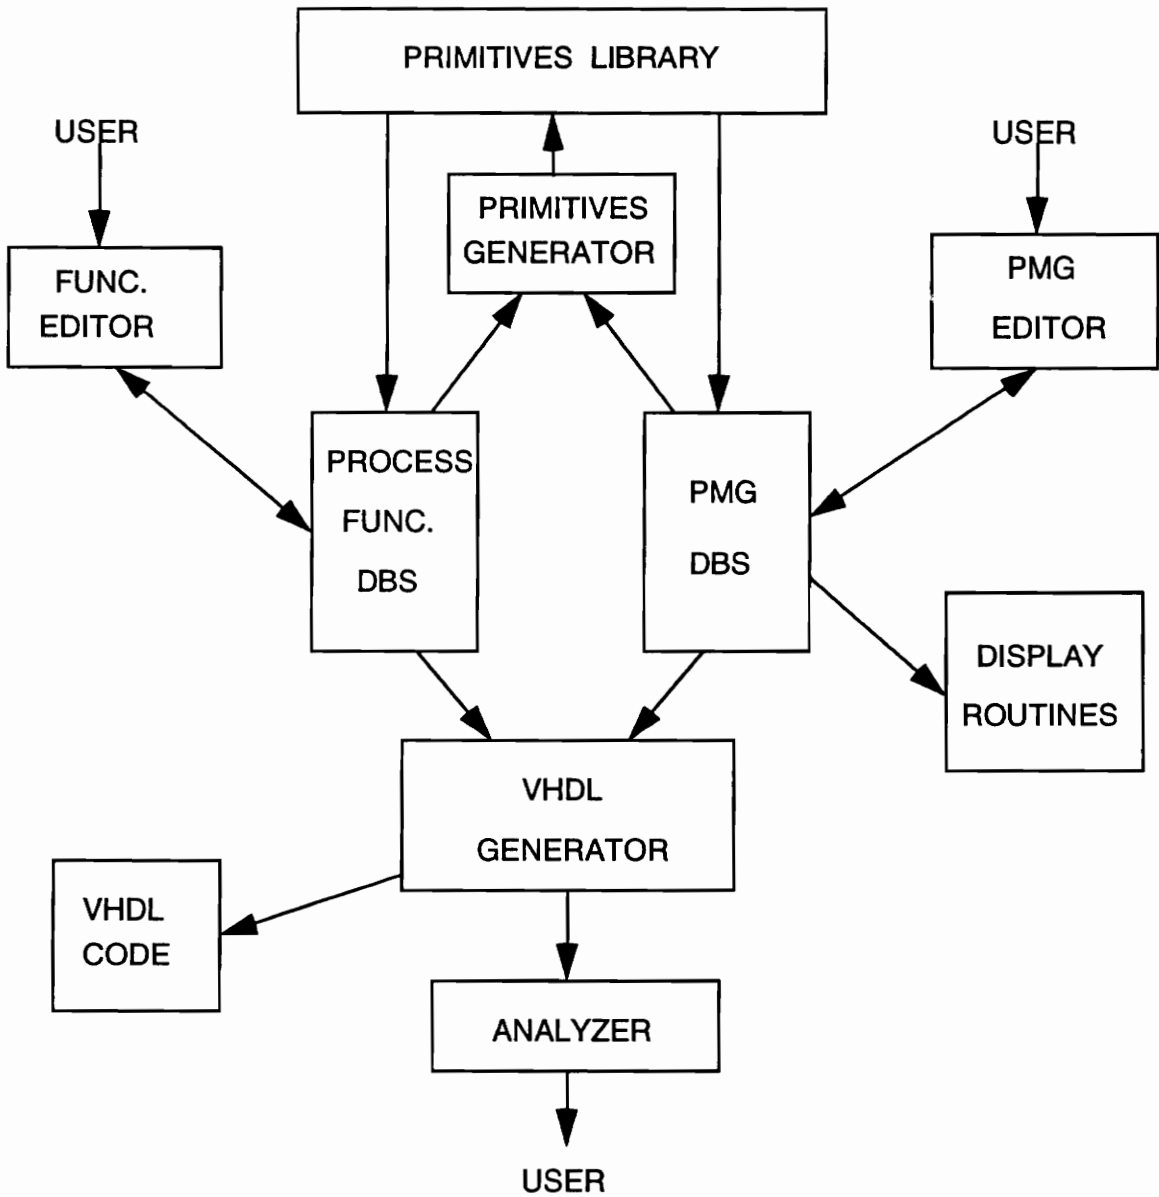 PRIMITIVES LIBRARY
USER
USER
PRIMITIVES
GENERATOR
FUNC.
EDITOR
PMG
EDITOR
PROCESS
FUNC.
DBS
PMG
DBS
DISPLAY
ROUTINES
VHDL
GENERATOR
VHDL
CODE
ANALYZER
USER